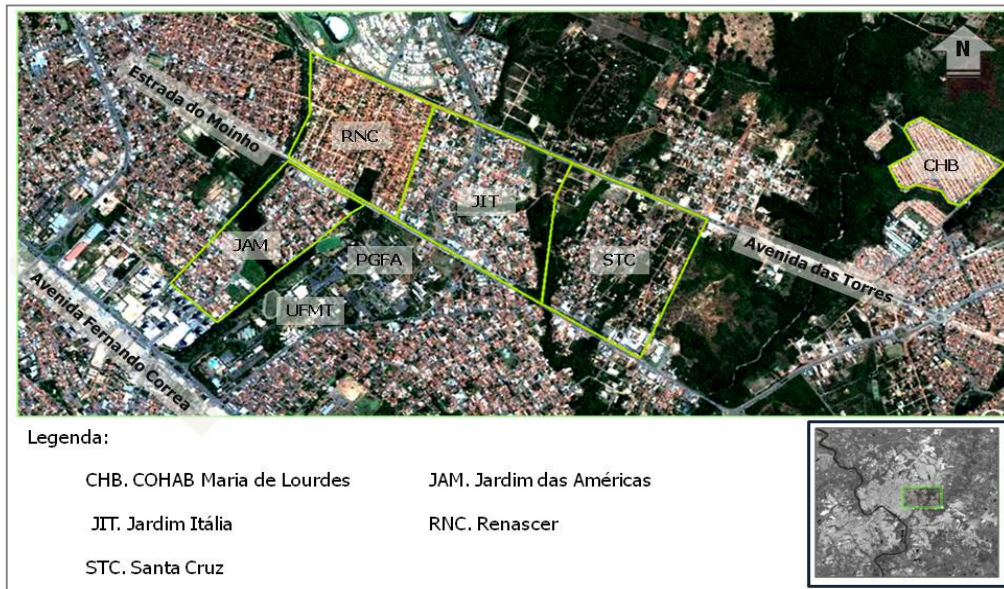 N
Estrada do Moinho
RNC
CHB
JIT
JAM
PGFA
STC
Avenida das Torres
UFMT
Avenida Fernando Correa
Legenda:
CHB. COHAB Maria de Lourdes
JAM. Jardim das Américas
JIT. Jardim Itália
RNC. Renascer
STC. Santa Cruz